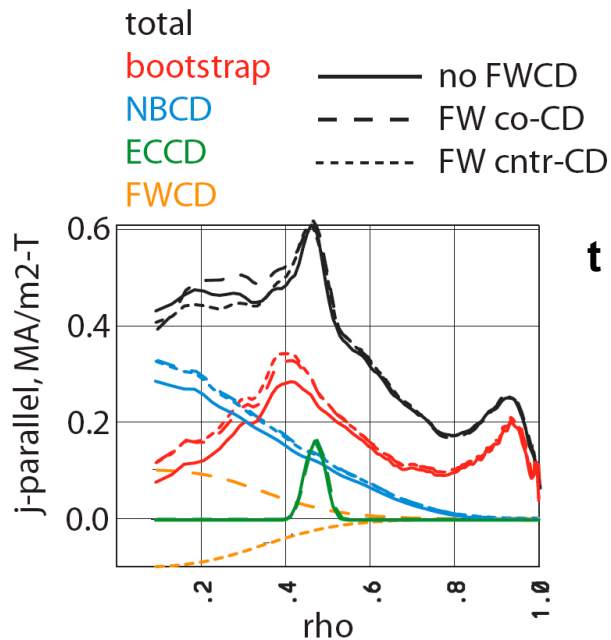 total
bootstrap
NBCD
ECCD
FWCD
no FWCD
FW co-CD
FW cntr-CD
t
j-parallel, MA/m2-T
0.6
0.4
0.2
0.0
.2
.4
.6
.8
1.0
rho